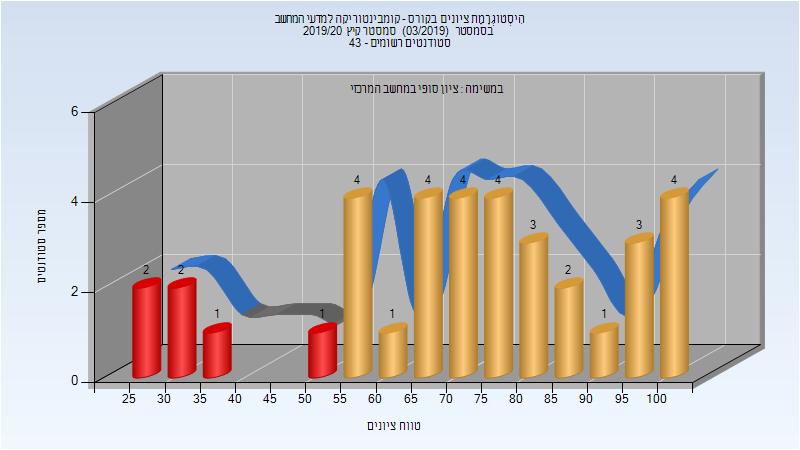 הִיסְטוֹגְרָמַת ציונים בקורס - קומבינטוריקה למדעי המחשב
בסמסטר (03/2019) סמסטר קיץ 2019/20
סטודנטים רשומים - 43
במשימה : ציון סופי במחשב המרכזי
מספר סטודנטים
6
4
2
0
2 2 1 1 4 1 4 4 4 3 2 1 3 4
25 30 35 40 45 50 55 60 65 70 75 80 85 90 95 100
טווח ציונים